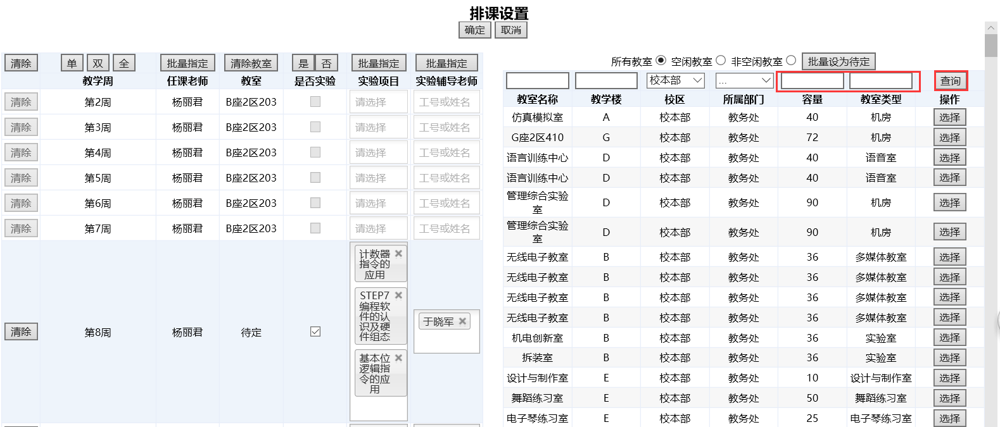 排课设置
确定 取消
清除 单 双 全 批量指定 清除教室 是 否 批量指定 批量指定
教学周 任课老师 教室 是否实验 实验项目 实验辅导老师
清除 第2周 杨丽君 B座2区203 请选择 工号或姓名
清除 第3周 杨丽君 B座2区203 请选择 工号或姓名
清除 第4周 杨丽君 B座2区203 请选择 工号或姓名
清除 第5周 杨丽君 B座2区203 请选择 工号或姓名
清除 第6周 杨丽君 B座2区203 请选择 工号或姓名
清除 第7周 杨丽君 B座2区203 请选择 工号或姓名
清除 第8周 杨丽君 待定
计数器
指令的
应用
STEP7
编程软
件的认
识及硬
件组态
基本位
逻辑指
令的应
用
于晓军
所有教室 空闲教室 非空闲教室 批量设为待定
校本部 ... 查询
教室名称 教学楼 校区 所属部门 容量 教室类型 操作
仿真模拟室 A 校本部 教务处 40 机房 选择
G座2区410 G 校本部 教务处 72 机房 选择
语言训练中心 D 校本部 教务处 40 语音室 选择
语言训练中心 D 校本部 教务处 40 语音室 选择
管理综合实验
室 D 校本部 教务处 90 机房 选择
管理综合实验
室 D 校本部 教务处 90 机房 选择
无线电子教室 B 校本部 教务处 36 多媒体教室 选择
无线电子教室 B 校本部 教务处 36 多媒体教室 选择
无线电子教室 B 校本部 教务处 36 多媒体教室 选择
无线电子教室 B 校本部 教务处 36 多媒体教室 选择
机电创新室 B 校本部 教务处 36 实验室 选择
拆装室 B 校本部 教务处 36 实验室 选择
设计与制作室 E 校本部 教务处 10 设计与制作室 选择
舞蹈练习室 E 校本部 教务处 50 舞蹈练习室 选择
电子琴练习室 E 校本部 教务处 25 电子琴练习室 选择